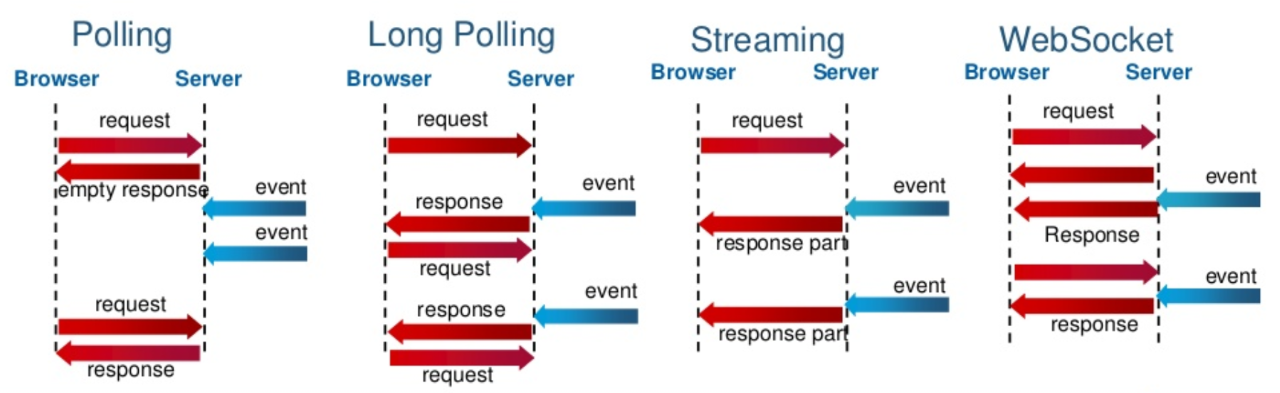 Polling
Browser Server
request
empty response
event
event
request
response
Long Polling
Browser Server
request
event
response
request
event
response
request
Streaming
Browser Server
request
event
response part
event
response part
WebSocket
Browser Server
request
event
Response
event
response